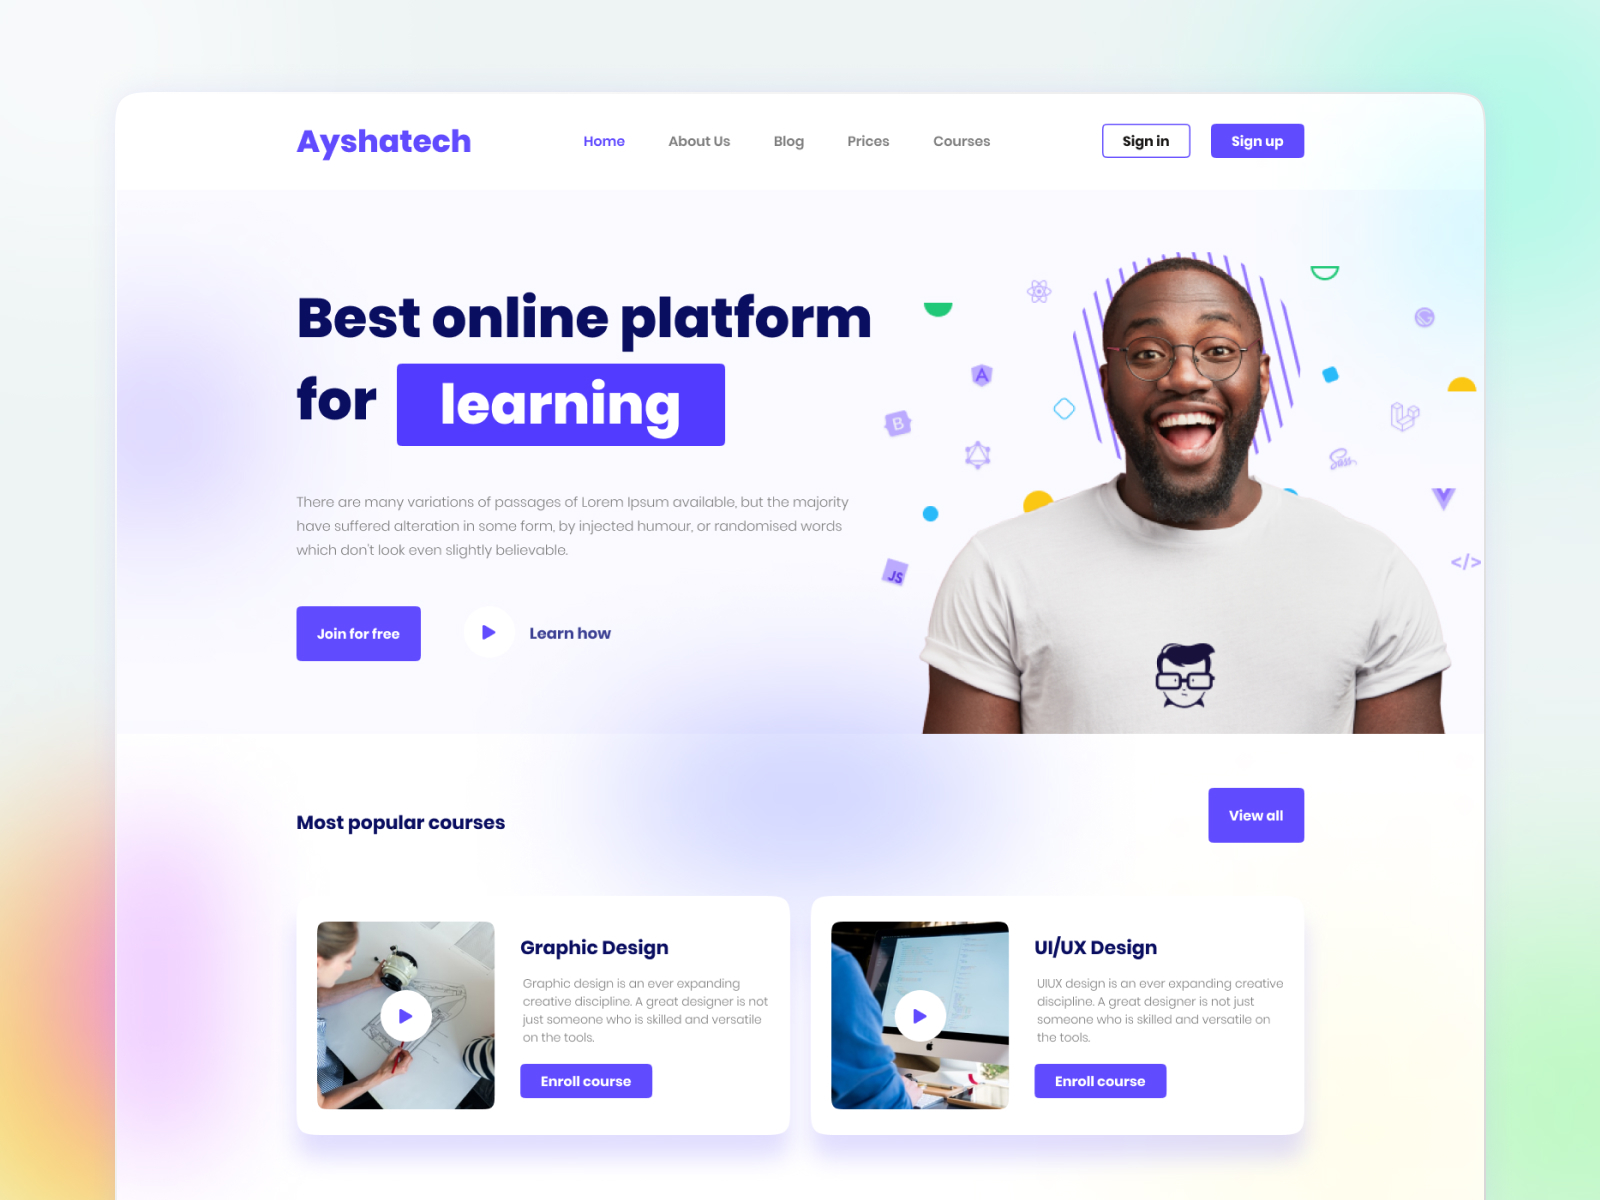 Ayshatech
Home
About Us
Blog
Prices
Courses
Sign in
Sign up
Best online platform
for learning
There are many variations of passages of Lorem Ipsum available, but the majority
have suffered alteration in some form, by injected humour, or randomised words
which don't look even slightly believable.
Join for free
Learn how
A
B
Sass
JS
</>
Most popular courses
View all
Graphic Design
Graphic design is an ever expanding
creative discipline. A great designer is not
just someone who is skilled and versatile
on the tools.
Enroll course
UI/UX Design
UIUX design is an ever expanding creative
discipline. A great designer is not just
someone who is skilled and versatile on
the tools.
Enroll course